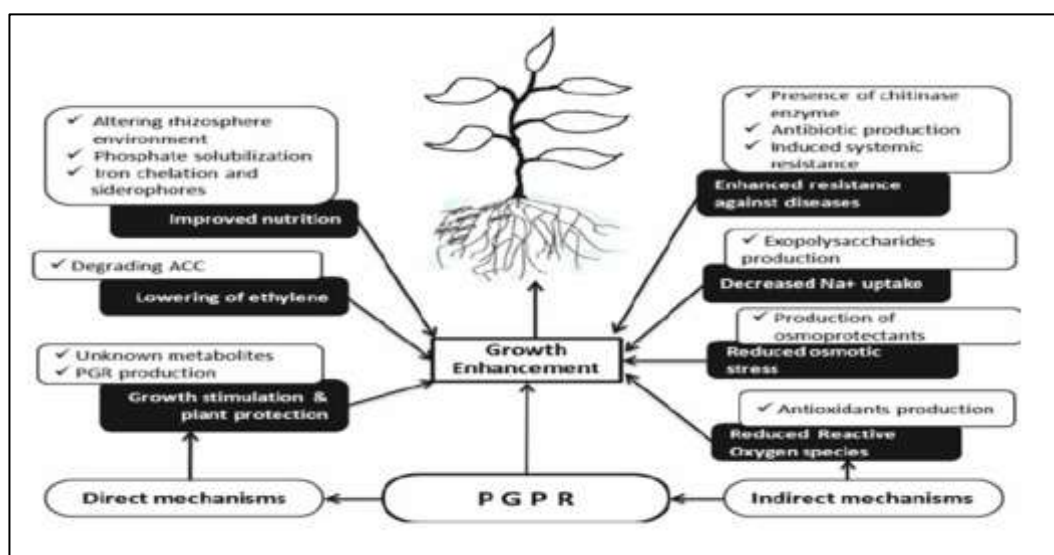 ✓ Altering rhizosphere
environment
✓ Phosphate solubilization
✓ Iron chelation and
siderophores
Improved nutrition
✓ Degrading ACC
Lowering of ethylene
✓ Unknown metabolites
✓ PGR production
Growth stimulation &
plant protection
Direct mechanisms
✓ Presence of chitinase
enzyme
✓ Antibiotic production
✓ Induced systemic
resistance
Enhanced resistance
against diseases
✓ Exopolysaccharides
production
Decreased Na+ uptake
✓ Production of
osmoprotectants
Reduced osmotic
stress
✓ Antioxidants production
Reduced Reactive
Oxygen species
Indirect mechanisms
Growth
Enhancement
P G P R